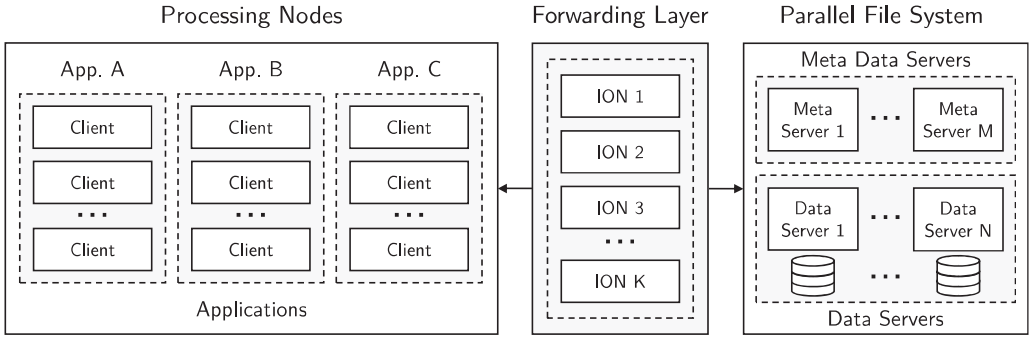 Processing Nodes
App. A
App. B
App. C
Client
Client
Client
Client
Client
Client
...
...
...
Client
Client
Client
Applications
Forwarding Layer
ION 1
ION 2
ION 3
...
ION K
Parallel File System
Meta Data Servers
Meta
Server 1
...
Meta
Server M
Data
Server 1
...
Data
Server N
...
Data Servers